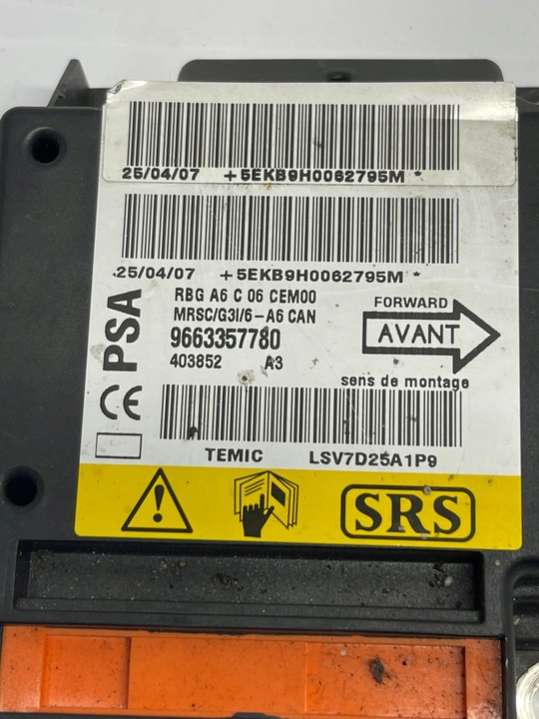 25/04/07 +5EKB9H0062795M *
25/04/07 +5EKB9H0062795M *
PSA
RBG A6 C 06 CEM00
MRSC/G3I/6-A6 CAN
9663357780
403852 A3
FORWARD
AVANT
sens de montage
CE
TEMIC LSV7D25A1P9
SRS